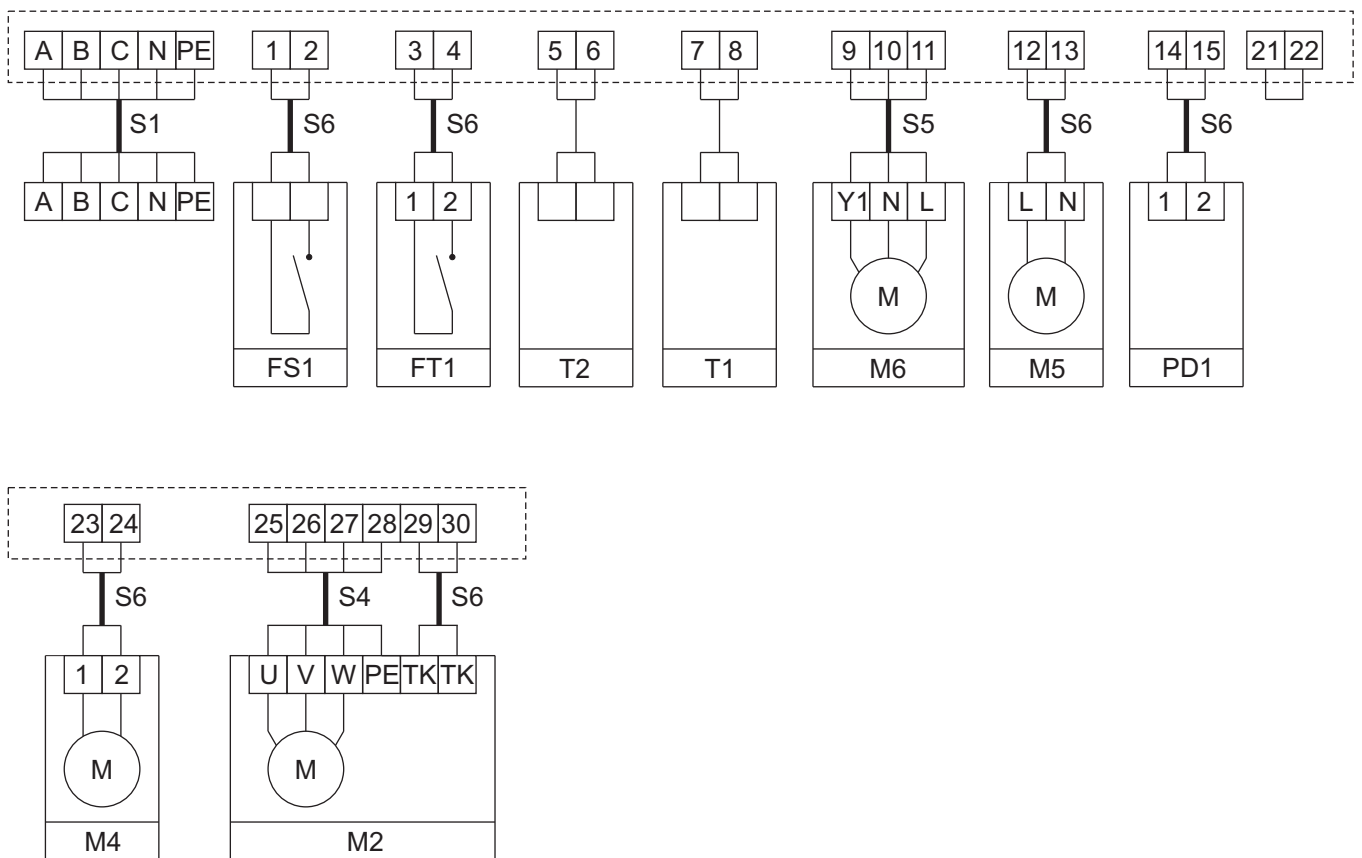 A B C N PE 1 2 3 4 5 6 7 8 9 10 11 12 13 14 15 21 22
S1 S6 S6 S5 S6 S6
A B C N PE 1 2 Y1 N L L N 1 2
M M
FS1 FT1 T2 T1 M6 M5 PD1
23 24 25 26 27 28 29 30
S6 S4 S6
1 2 U V W PE TK TK
M M
M4 M2